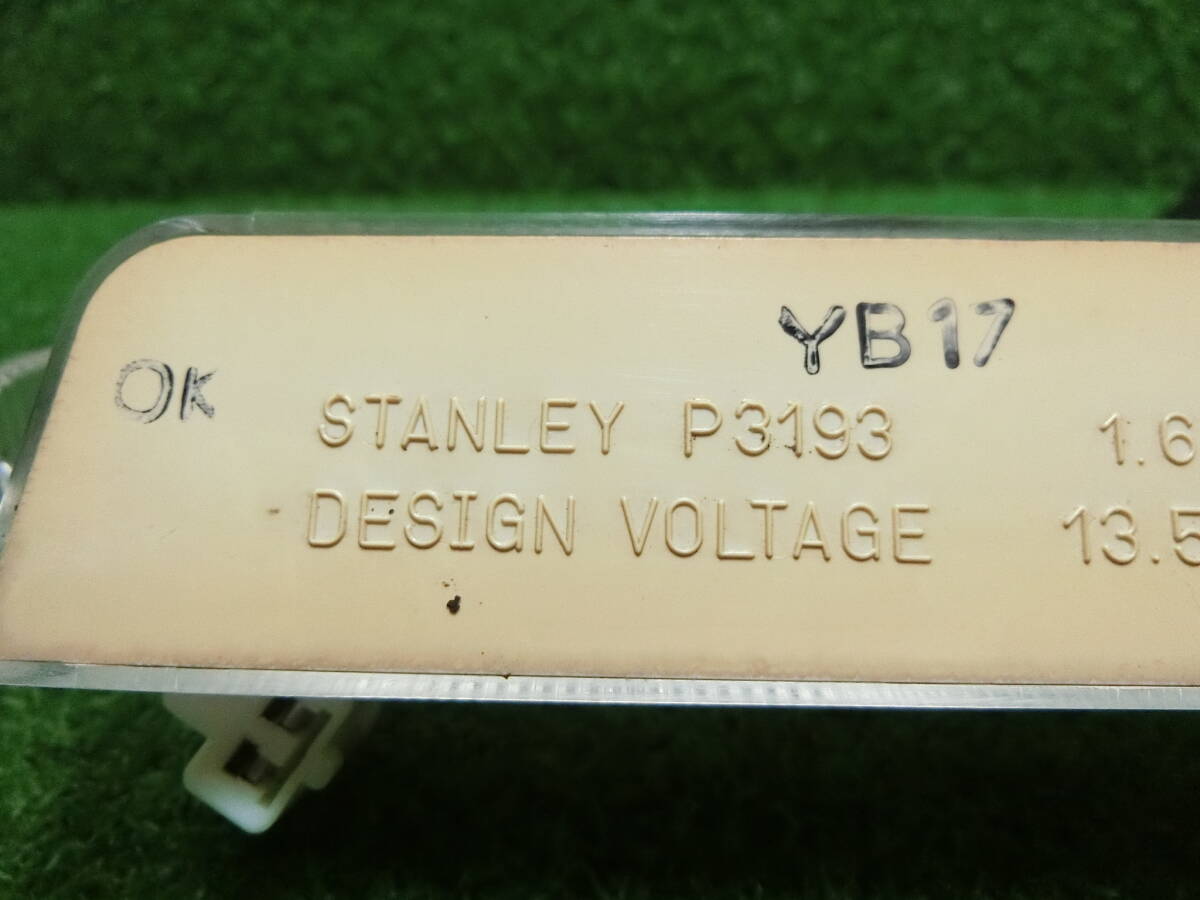 YB17
OK
STANLEY P3193 1.6
DESIGN VOLTAGE 13.5